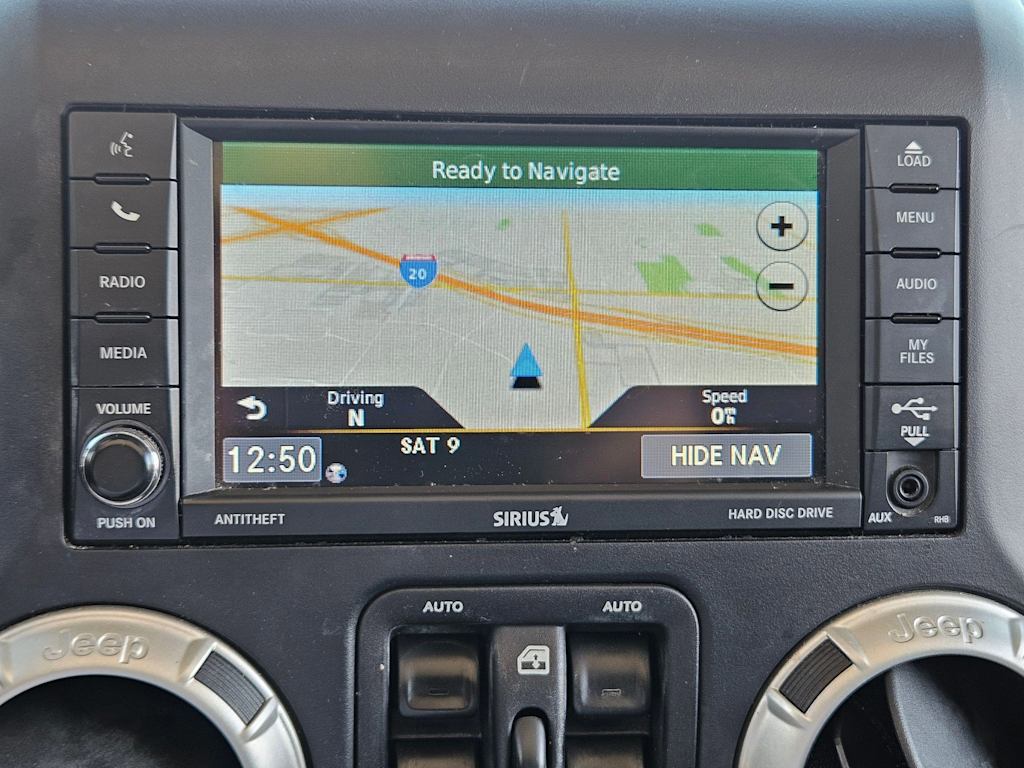 Ready to Navigate
20
+
−
Driving
N
Speed
0
SAT 9
12:50
HIDE NAV
RADIO
MEDIA
VOLUME
PUSH ON
LOAD
MENU
AUDIO
MY
FILES
PULL
AUX
RHB
ANTITHEFT
SIRIUS
HARD DISC DRIVE
AUTO
AUTO
Jeep
Jeep